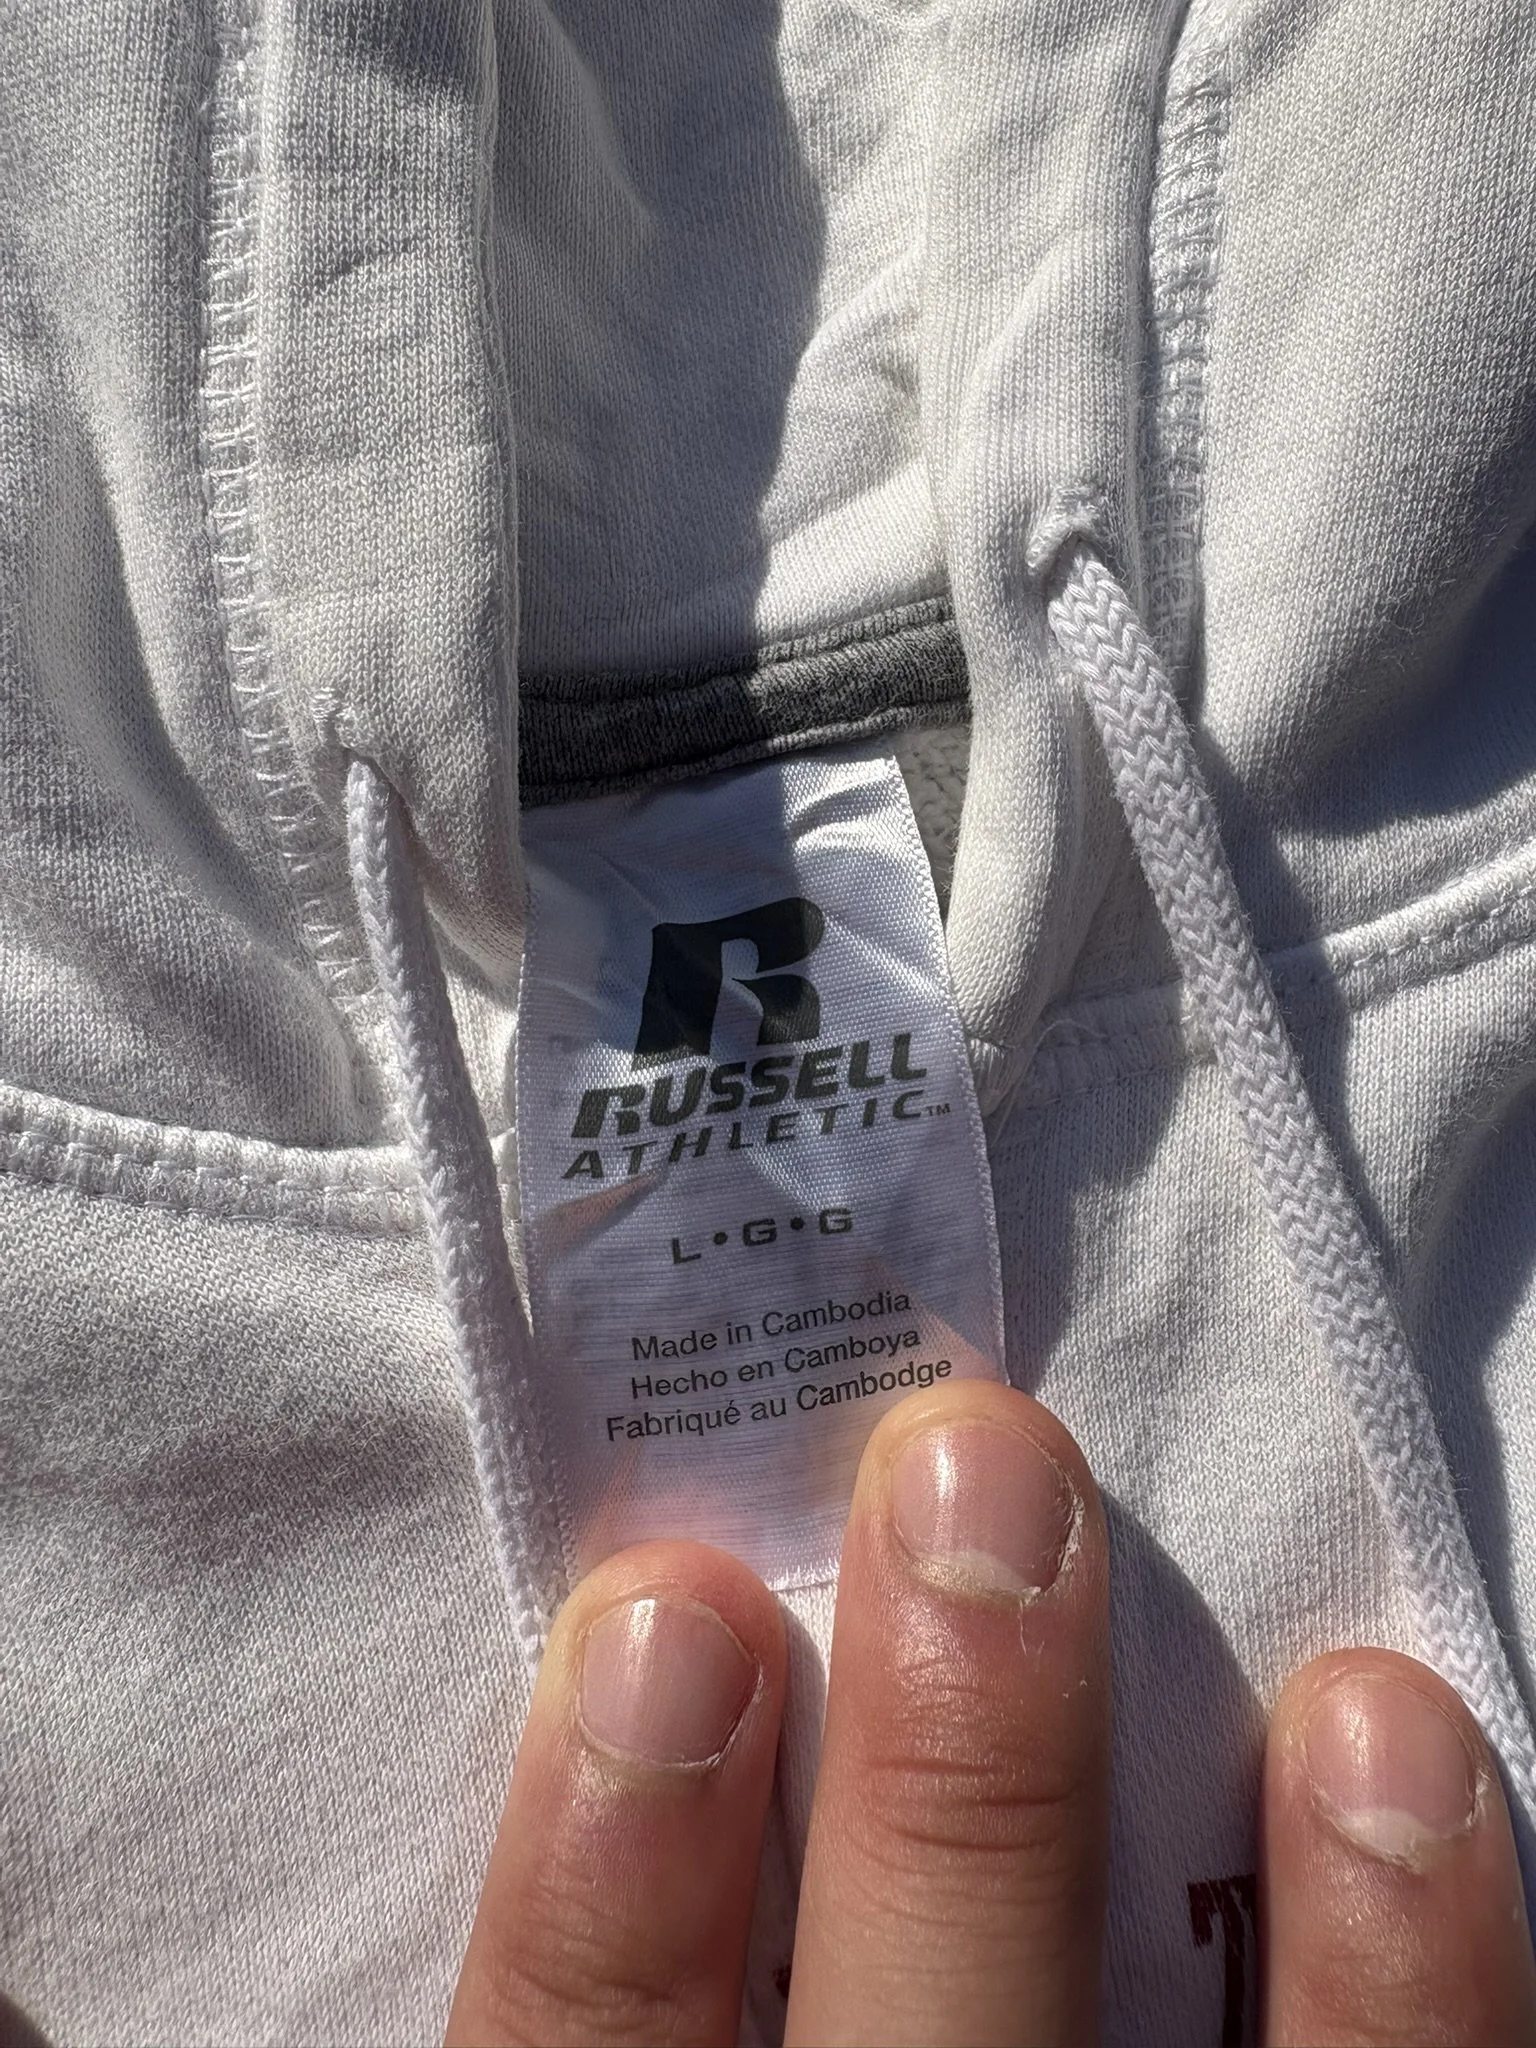 R
RUSSELL
ATHLETIC™
L•G•G
Made in Cambodia
Hecho en Camboya
Fabriqué au Cambodge